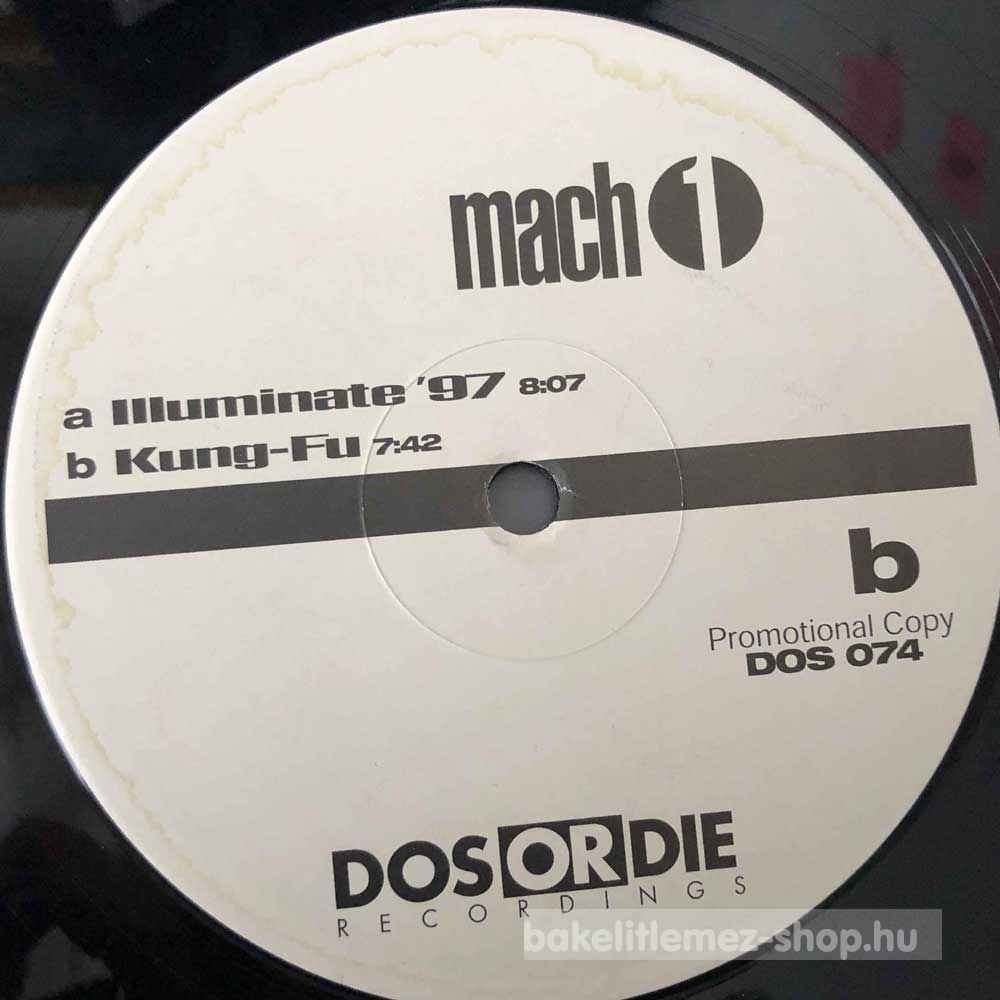 mach 1
a Illuminate '97 8:07
b Kung-Fu 7:42
b
Promotional Copy
DOS 074
DOS OR DIE
RECORDINGS
bakelitlemez-shop.hu